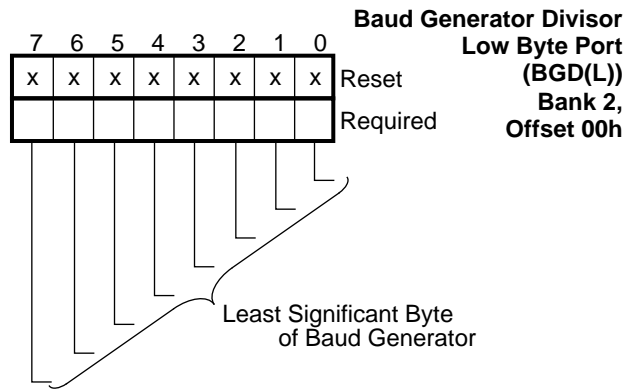 Baud Generator Divisor
Low Byte Port
(BGD(L))
Bank 2,
Offset 00h
7 6 5 4 3 2 1 0
x x x x x x x x Reset
Required
Least Significant Byte
of Baud Generator